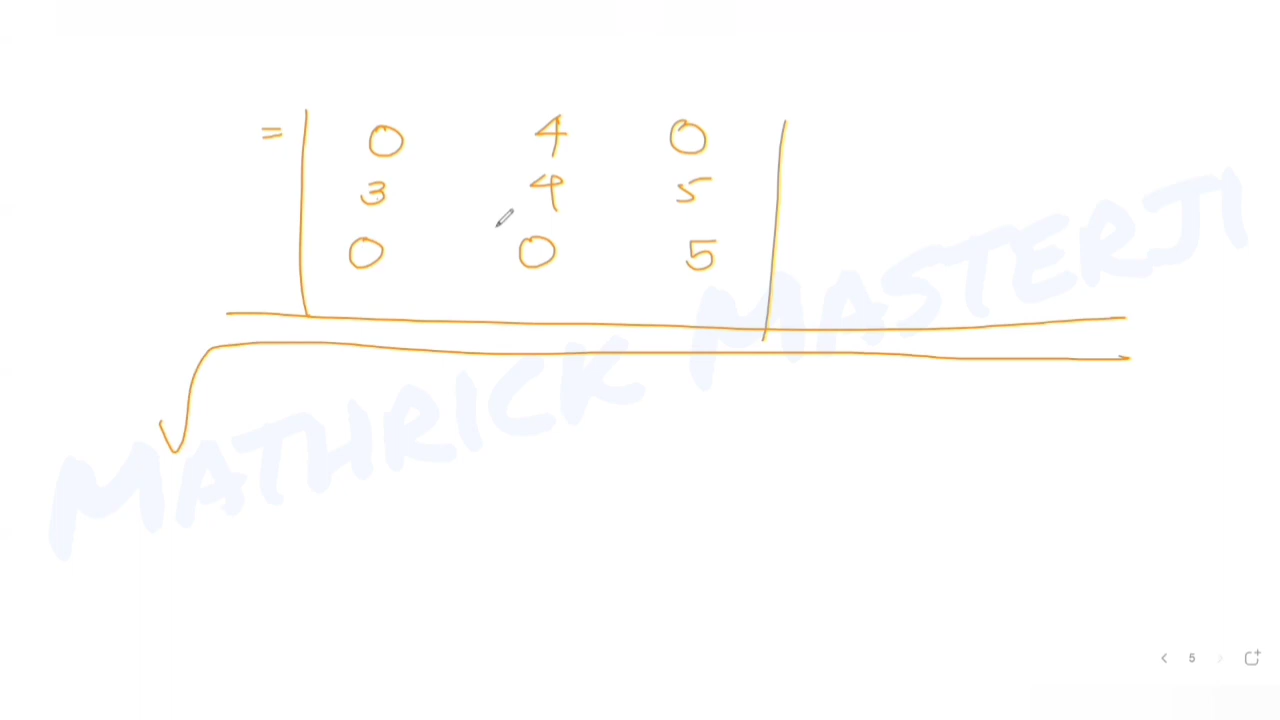 = | 0 4 0 |
| 3 4 5 |
| 0 0 5 |
√
MATHRICK MASTERJI
< 5 >